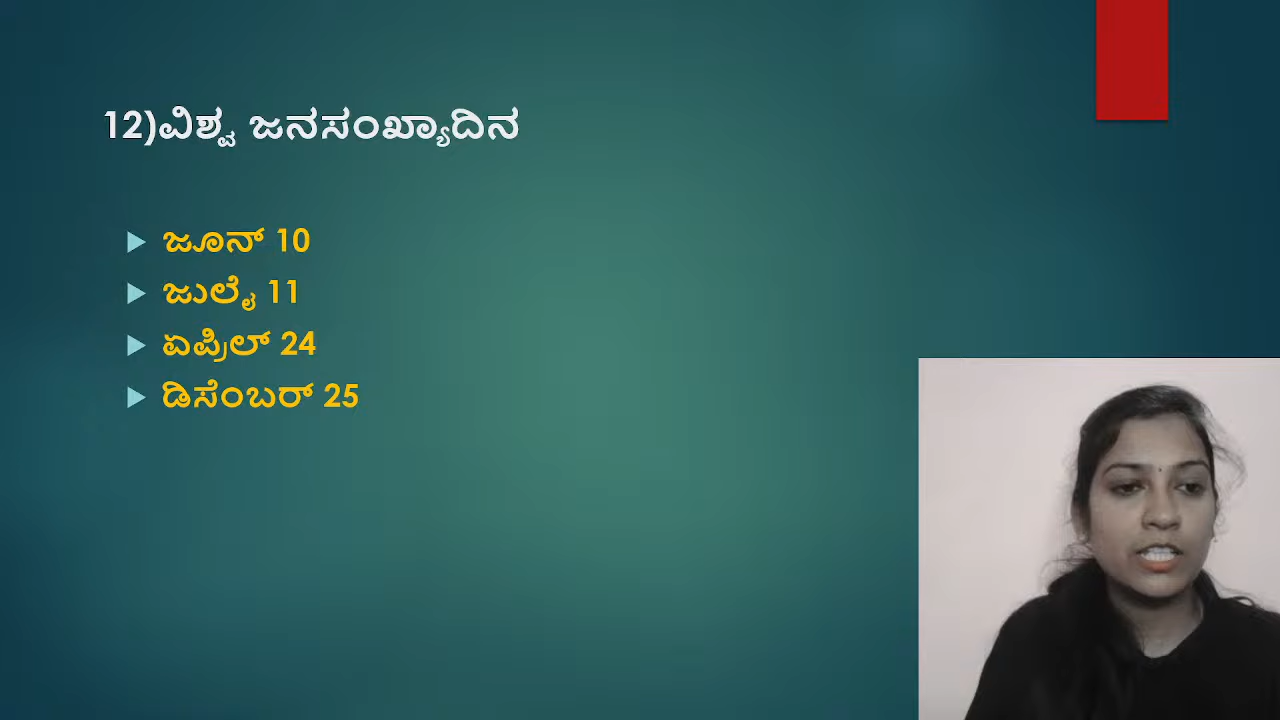 12)ವಿಶ್ವ ಜನಸಂಖ್ಯಾದಿನ
ಜೂನ್ 10
ಜುಲೈ 11
ಏಪ್ರಿಲ್ 24
ಡಿಸೆಂಬರ್ 25